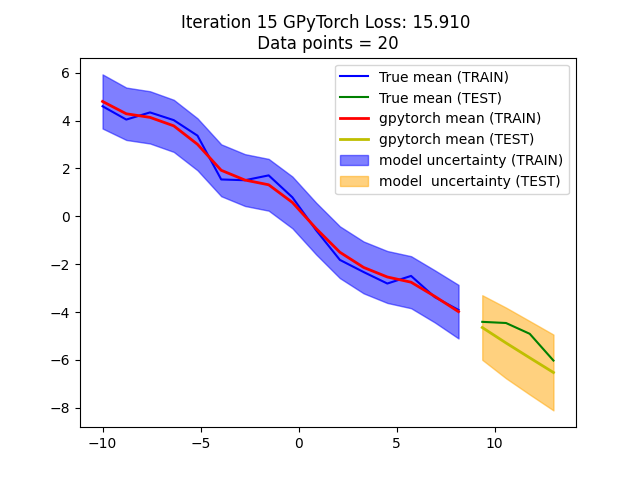 Iteration 15 GPyTorch Loss: 15.910
Data points = 20
6
4
2
0
−2
−4
−6
−8
−10
−5
0
5
10
True mean (TRAIN)
True mean (TEST)
gpytorch mean (TRAIN)
gpytorch mean (TEST)
model uncertainty (TRAIN)
model  uncertainty (TEST)